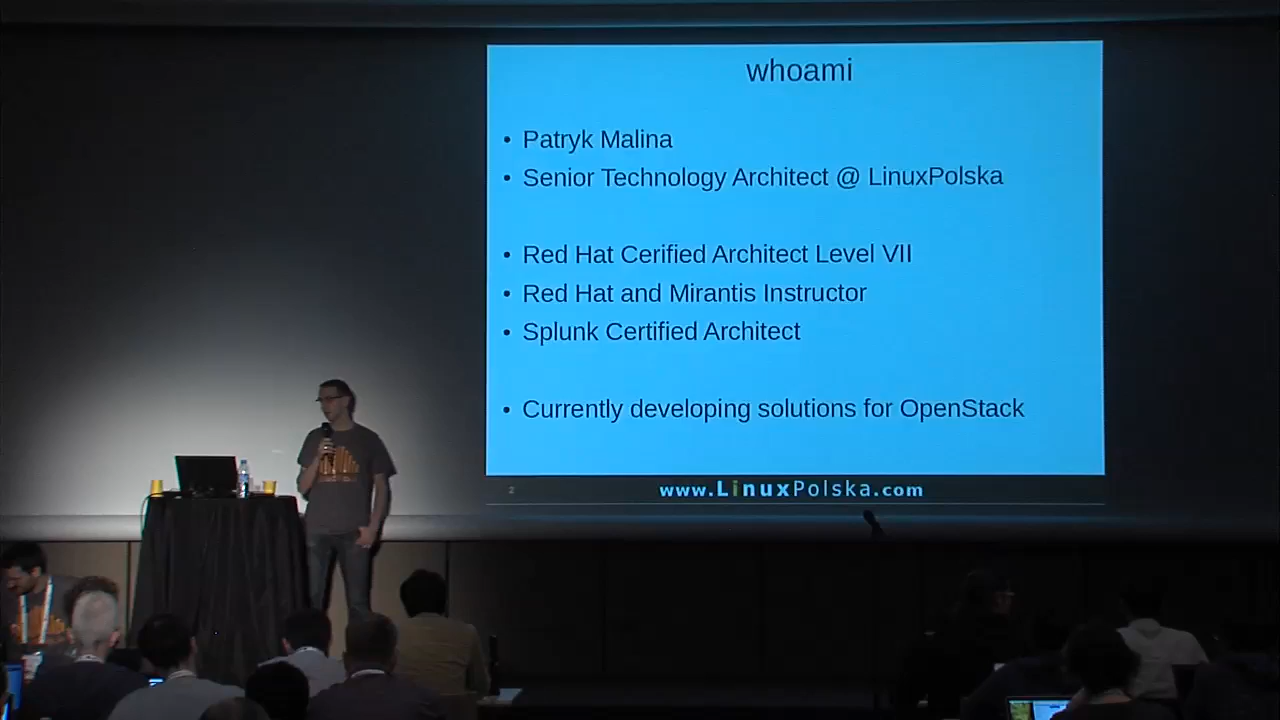 whoami
• Patryk Malina
• Senior Technology Architect @ LinuxPolska
• Red Hat Cerified Architect Level VII
• Red Hat and Mirantis Instructor
• Splunk Certified Architect
• Currently developing solutions for OpenStack
2
www.LinuxPolska.com